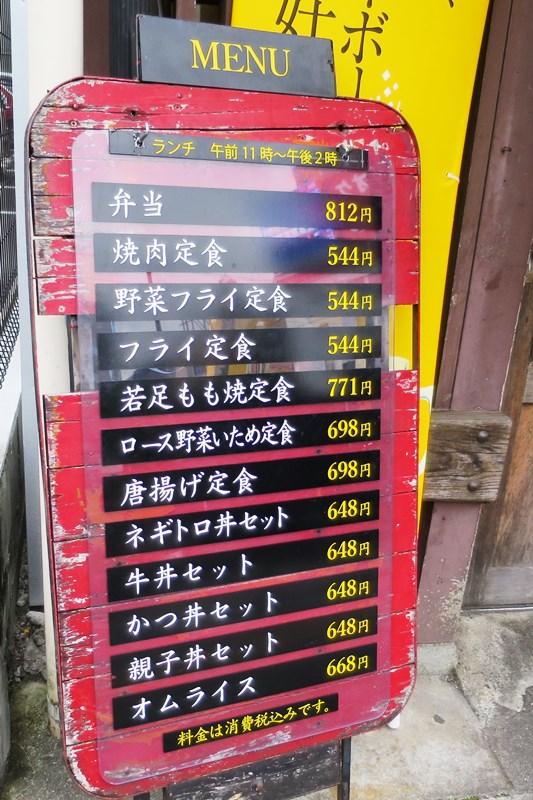 MENU
ランチ 午前11時～午後2時
弁当 812円
焼肉定食 544円
野菜フライ定食 544円
フライ定食 544円
若足もも焼定食 771円
ロース野菜いため定食 698円
唐揚げ定食 698円
ネギトロ丼セット 648円
牛丼セット 648円
かつ丼セット 648円
親子丼セット 648円
オムライス 668円
料金は消費税込みです。